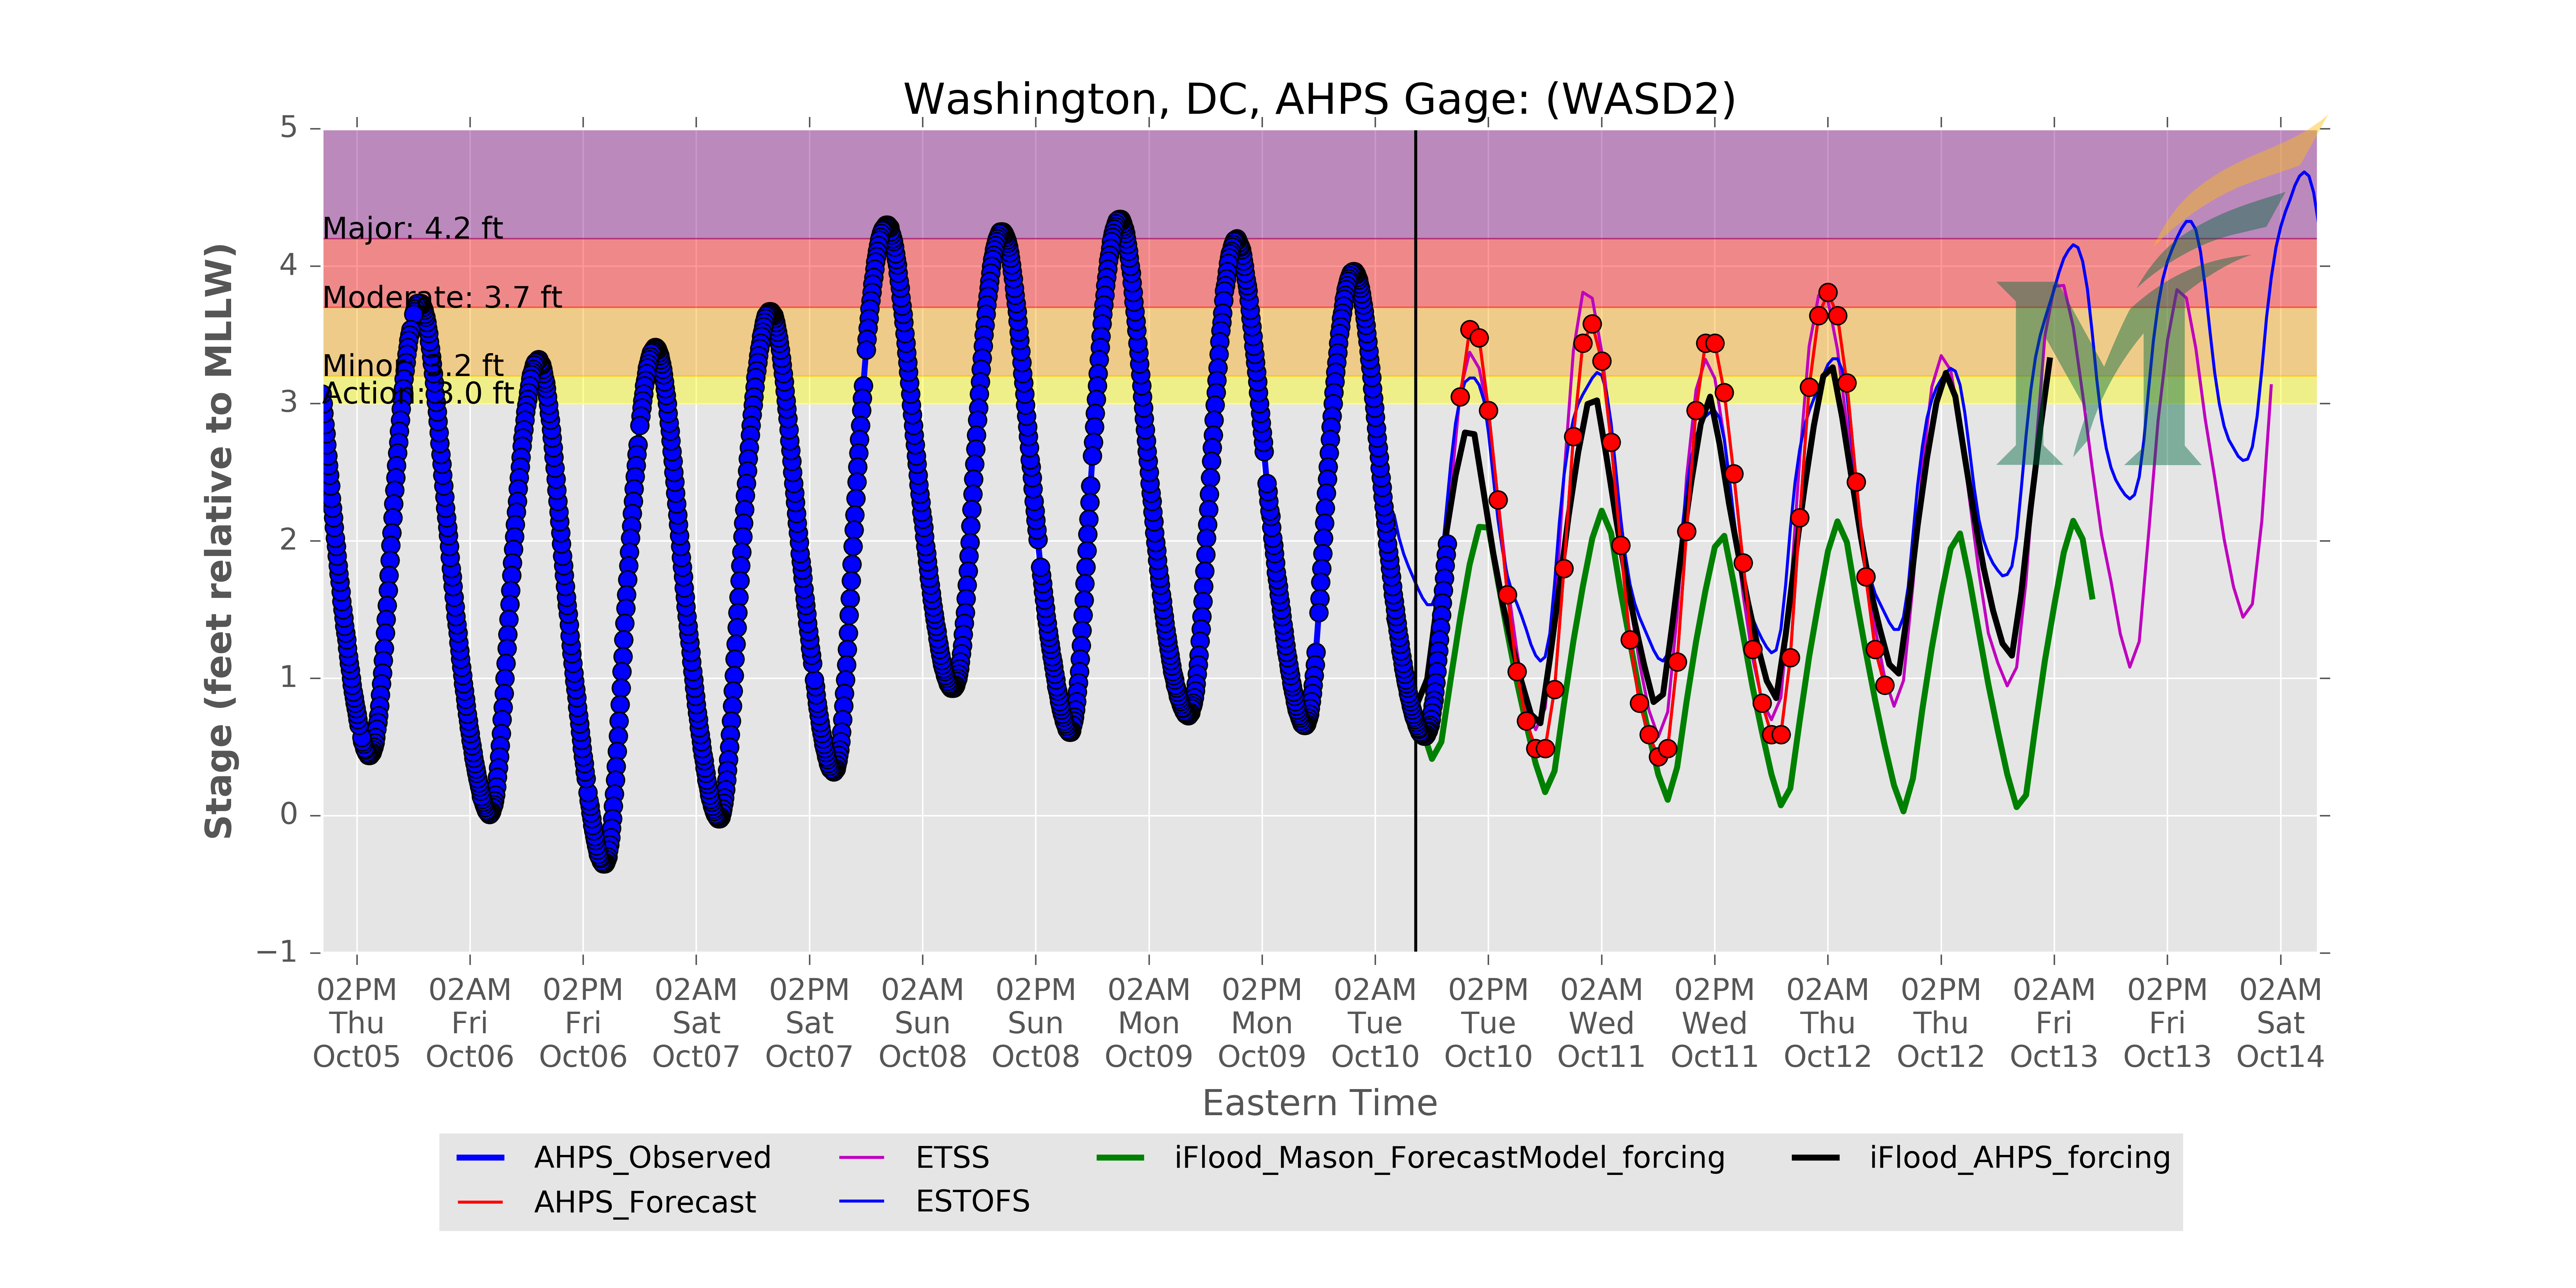 Washington, DC, AHPS Gage: (WASD2)
Stage (feet relative to MLLW)
5
4
3
2
1
0
−1
Major: 4.2 ft
Moderate: 3.7 ft
Minor: 3.2 ft
Action: 3.0 ft
02PM 02AM 02PM 02AM 02PM 02AM 02PM 02AM 02PM 02AM 02PM 02AM 02PM 02AM 02PM 02AM 02PM 02AM
Thu Fri Fri Sat Sat Sun Sun Mon Mon Tue Tue Wed Wed Thu Thu Fri Fri Sat
Oct05 Oct06 Oct06 Oct07 Oct07 Oct08 Oct08 Oct09 Oct09 Oct10 Oct10 Oct11 Oct11 Oct12 Oct12 Oct13 Oct13 Oct14
Eastern Time
AHPS_Observed ETSS iFlood_Mason_ForecastModel_forcing iFlood_AHPS_forcing
AHPS_Forecast ESTOFS